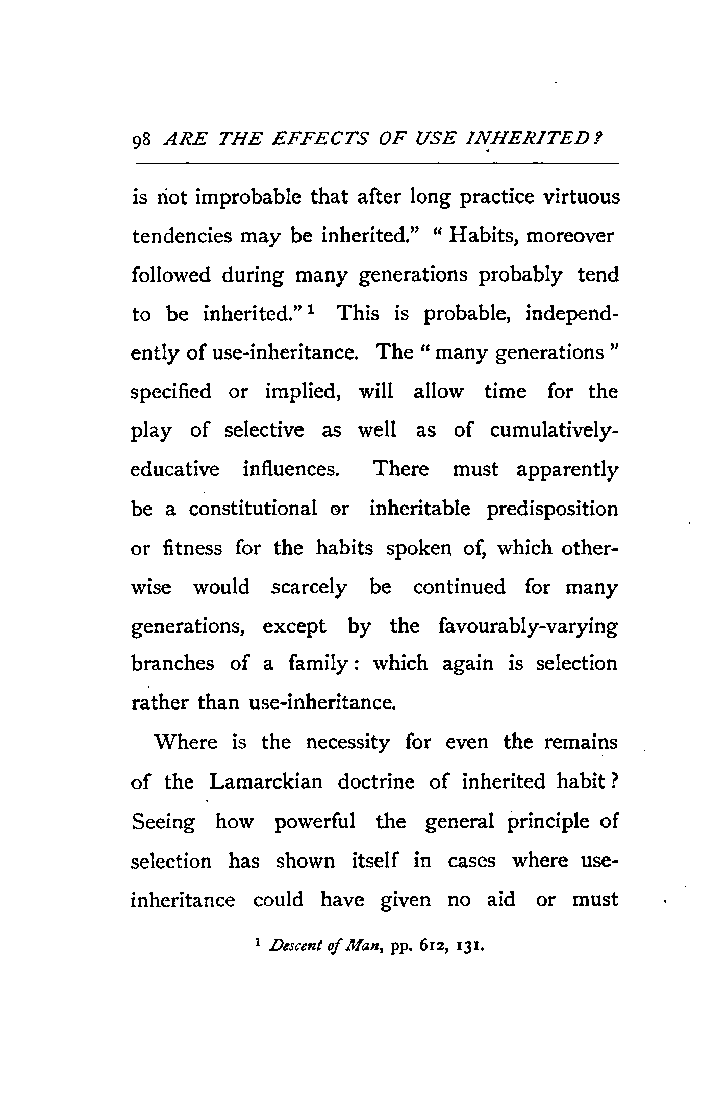 98 ARE THE EFFECTS OF USE INHERITED?
is not improbable that after long practice virtuous
tendencies may be inherited.” “ Habits, moreover
followed during many generations probably tend
to be inherited.” 1 This is probable, independ-
ently of use-inheritance. The “ many generations ”
specified or implied, will allow time for the
play of selective as well as of cumulatively-
educative influences. There must apparently
be a constitutional or inheritable predisposition
or fitness for the habits spoken of, which other-
wise would scarcely be continued for many
generations, except by the favourably-varying
branches of a family : which again is selection
rather than use-inheritance.
Where is the necessity for even the remains
of the Lamarckian doctrine of inherited habit ?
Seeing how powerful the general principle of
selection has shown itself in cases where use-
inheritance could have given no aid or must
1 Descent of Man, pp. 612, 131.